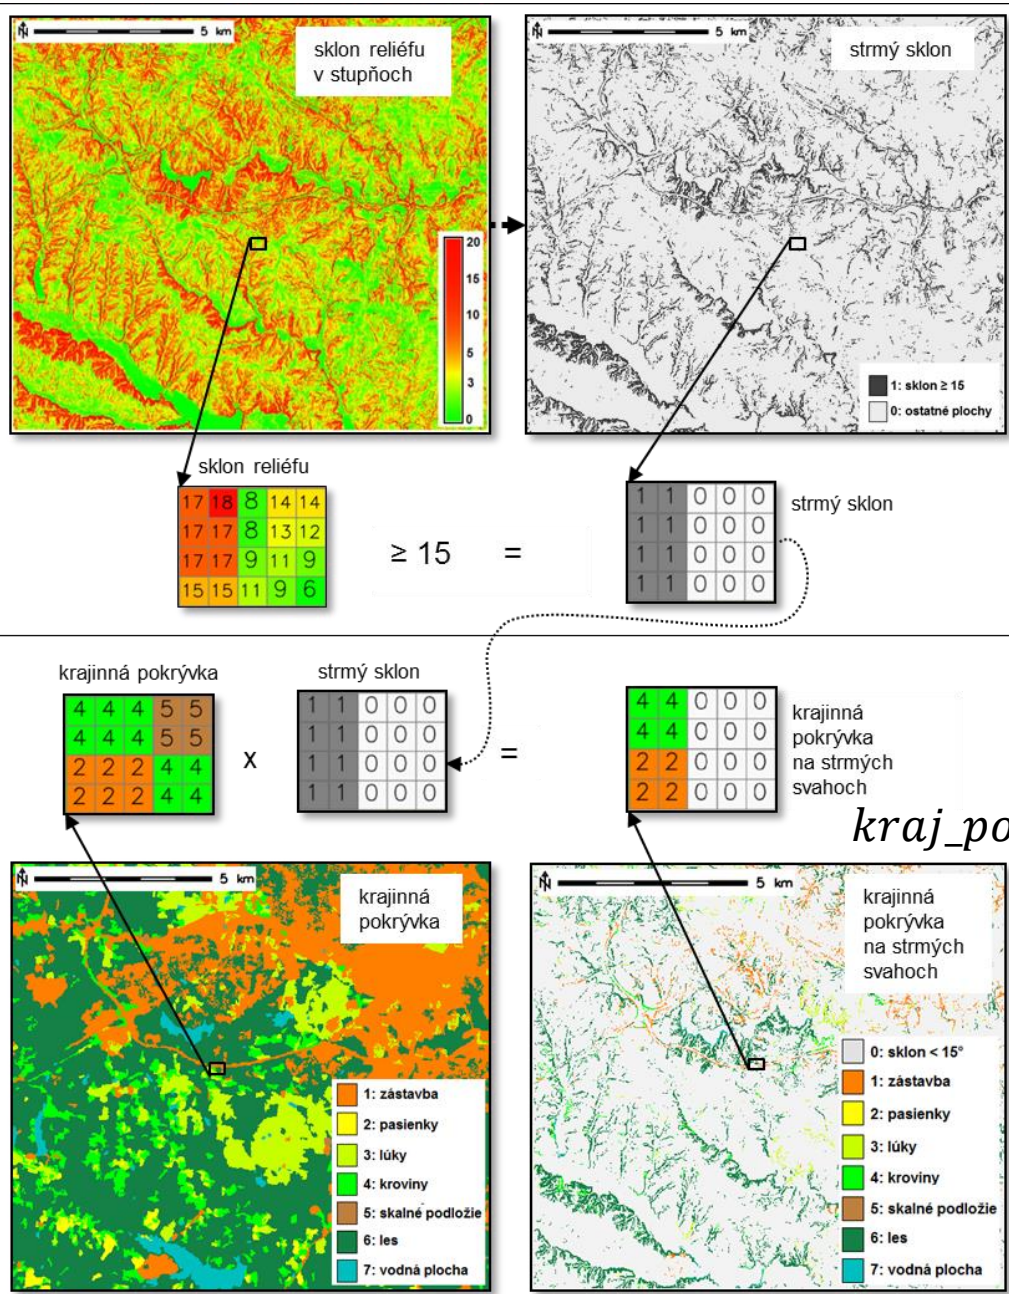 N 5 km
sklon reliéfu
v stupňoch
20
15
10
5
3
0
N 5 km
strmý sklon
1: sklon ≥ 15
0: ostatné plochy
sklon reliéfu
17 18 8 14 14
17 17 8 13 12
17 17 9 11 9
15 15 11 9 6
≥ 15 =
1 1 0 0 0
1 1 0 0 0
1 1 0 0 0
1 1 0 0 0
strmý sklon
krajinná pokrývka
4 4 4 5 5
4 4 4 5 5
2 2 2 4 4
2 2 2 4 4
x
strmý sklon
1 1 0 0 0
1 1 0 0 0
1 1 0 0 0
1 1 0 0 0
=
4 4 0 0 0
4 4 0 0 0
2 2 0 0 0
2 2 0 0 0
krajinná
pokrývka
na strmých
svahoch
kraj_po
N 5 km
krajinná
pokrývka
1: zástavba
2: pasienky
3: lúky
4: kroviny
5: skalné podložie
6: les
7: vodná plocha
N 5 km
krajinná
pokrývka
na strmých
svahoch
0: sklon < 15°
1: zástavba
2: pasienky
3: lúky
4: kroviny
5: skalné podložie
6: les
7: vodná plocha